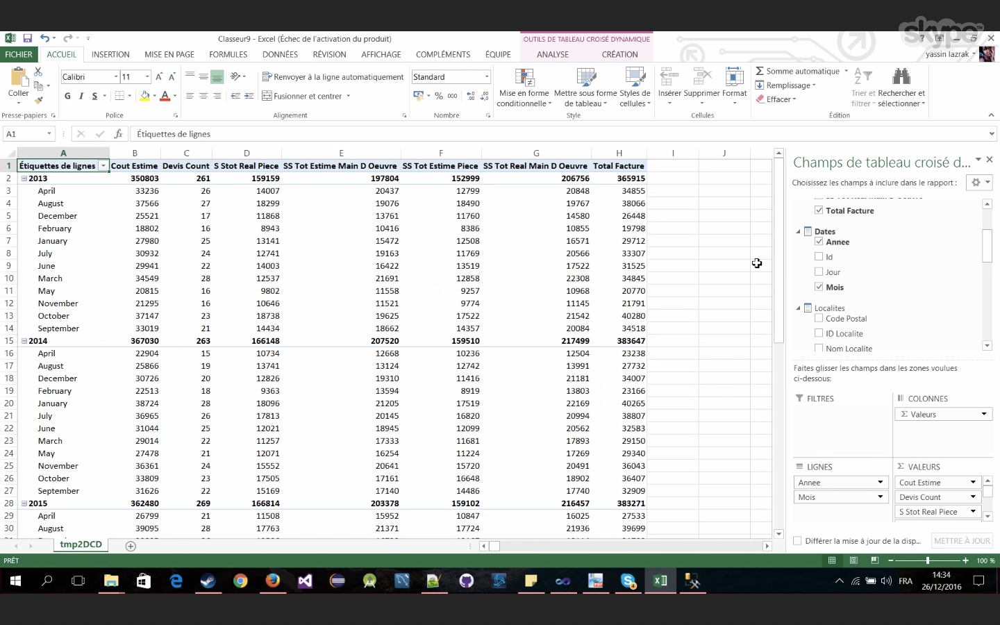 skype™
Classeur9 - Excel (Échec de l'activation du produit)
OUTILS DE TABLEAU CROISÉ DYNAMIQUE
?
FICHIER ACCUEIL INSERTION MISE EN PAGE FORMULES DONNÉES RÉVISION AFFICHAGE COMPLÉMENTS ÉQUIPE ANALYSE CRÉATION yassin lazrak
Coller
Calibri 11
Renvoyer à la ligne automatiquement
Standard
Mise en forme conditionnelle
Mettre sous forme de tableau
Styles de cellules
Insérer Supprimer Format
Somme automatique
Remplissage
Effacer
Trier et filtrer
Rechercher et sélectionner
G I S
A
Fusionner et centrer
% 000
Presse-papiers Police Alignement Nombre Style Cellules Édition
A1 fx Étiquettes de lignes
A B C D E F G H I J
1 Étiquettes de lignes Cout Estime Devis Count S Stot Real Piece SS Tot Estime Main D Oeuvre SS Tot Estime Piece SS Tot Real Main D Oeuvre Total Facture
2 2013 350803 261 159159 197804 152999 206756 365915
3 April 33236 26 14007 20437 12799 20848 34855
4 August 37566 27 18299 19076 18490 19767 38066
5 December 25521 17 11868 13761 11760 14580 26448
6 February 18802 16 8943 10416 8386 10855 19798
7 January 27980 25 13141 15472 12508 16571 29712
8 July 30932 24 12741 19163 11769 20566 33307
9 June 29941 22 14003 16422 13519 17522 31525
10 March 34549 28 12537 21691 12858 22308 34845
11 May 20815 16 9802 11558 9257 10968 20770
12 November 21295 16 10646 11521 9774 11145 21791
13 October 37147 23 18738 19625 17522 21542 40280
14 September 33019 21 14434 18662 14357 20084 34518
15 2014 367030 263 166148 207520 159510 217499 383647
16 April 22904 15 10734 12668 10236 12504 23238
17 August 25866 19 13741 13124 12742 13991 27732
18 December 30726 20 12826 19310 11416 21181 34007
19 February 22513 18 9363 13594 8919 13803 23166
20 January 38724 28 18096 21205 17519 22169 40265
21 July 36965 26 17813 20145 16820 20994 38807
22 June 31044 25 12021 18945 12099 20562 32583
23 March 29014 22 11257 17333 11681 17893 29150
24 May 27478 21 12071 16254 11224 17269 29340
25 November 36361 24 15552 20641 15720 20491 36043
26 October 33809 23 17505 17161 16648 18902 36407
27 September 31626 22 15169 17140 14486 17740 32909
28 2015 362480 269 166814 203378 159102 216457 383271
29 April 26799 21 11508 15952 10847 16025 27533
30 August 39095 28 17763 21371 17724 21936 39699
Champs de tableau croisé d...
Choisissez les champs à inclure dans le rapport :
Total Facture
Dates
Annee
Id
Jour
Mois
Localites
Code Postal
ID Localite
Nom Localite
Faites glisser les champs dans les zones voulues
ci-dessous:
FILTRES
COLONNES
Σ Valeurs
LIGNES
Annee
Mois
Σ VALEURS
Cout Estime
Devis Count
S Stot Real Piece
Différer la mise à jour de la disp...
METTRE À JOUR
tmp2DCD
PRÊT
100 %
4
FRA
14:34
26/12/2016